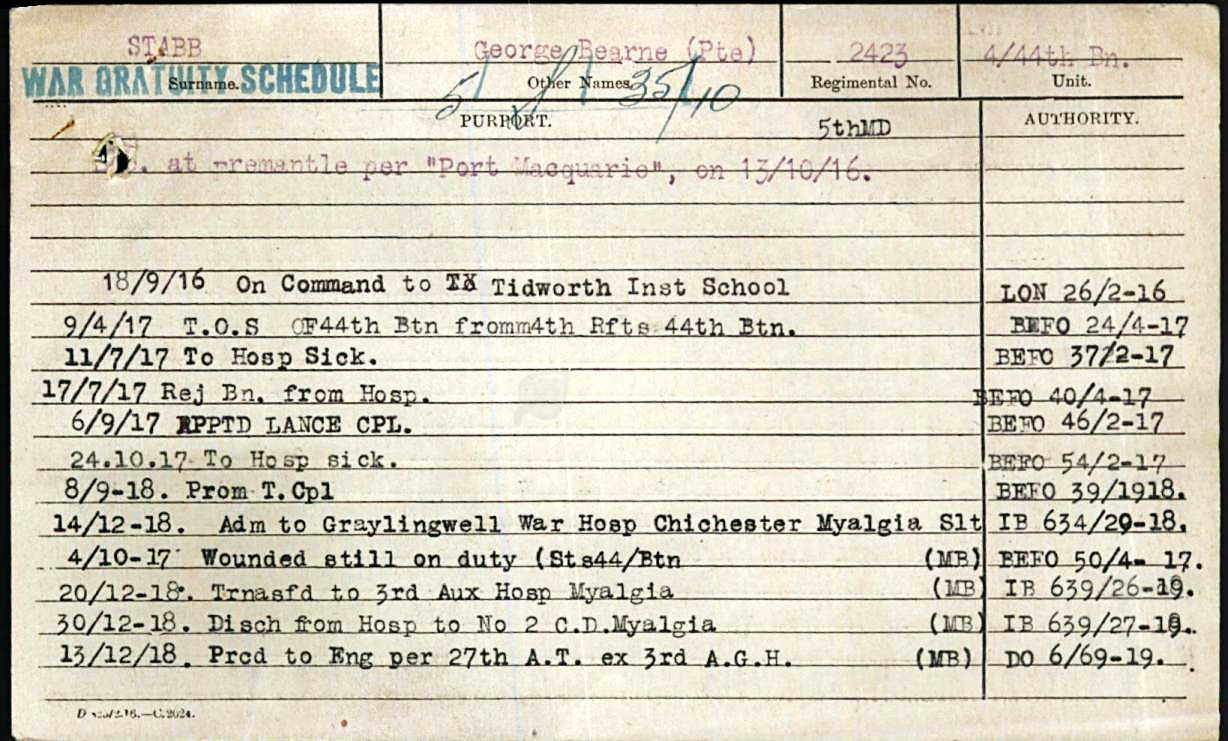 STABB George Bearne (Pte) 2423 4/44th Bn.
WAR GRATUITY SCHEDULE
Surname. Other Names. Regimental No. Unit.
5 35/10
PURPORT. 5thMD AUTHORITY.
at Fremantle per "Port Macquarie", on 13/10/16.
18/9/16 On Command to TX Tidworth Inst School LON 26/2-16
9/4/17 T.O.S OF44th Btn fromm4th Rfts 44th Btn. BEFO 24/4-17
11/7/17 To Hosp Sick. BEFO 37/2-17
17/7/17 Rej Bn. from Hosp. BEFO 40/4-17
6/9/17 APPTD LANCE CPL. BEFO 46/2-17
24.10.17 To Hosp sick. BEFO 54/2-17
8/9-18. Prom T.Cpl BEFO 39/1918.
14/12-18. Adm to Graylingwell War Hosp Chichester Myalgia Slt IB 634/20-18.
4/10-17 Wounded still on duty (Sts44/Btn (MB) BEFO 50/4- 17.
20/12-18. Trnasfd to 3rd Aux Hosp Myalgia (MB) IB 639/26-19.
30/12-18. Disch from Hosp to No 2 C.D.Myalgia (MB) IB 639/27-19.
13/12/18. Prcd to Eng per 27th A.T. ex 3rd A.G.H. (MB) DO 6/69-19.
C.2024.